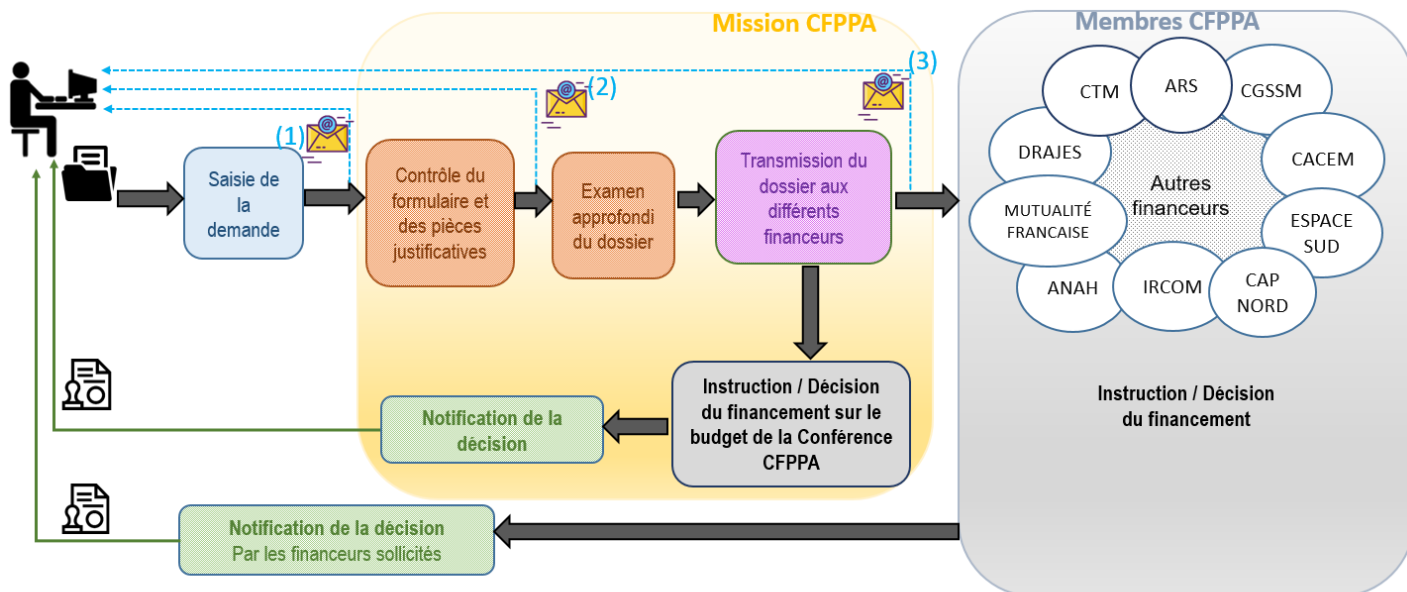 Mission CFPPA
Membres CFPPA
(1)
(2)
(3)
Saisie de
la
demande
Contrôle du
formulaire et
des pièces
justificatives
Examen
approfondi
du dossier
Transmission du
dossier aux
différents
financeurs
CTM
ARS
CGSSM
DRAJES
CACEM
MUTUALITÉ
FRANCAISE
ESPACE
SUD
ANAH
IRCOM
CAP
NORD
Autres
financeurs
Instruction / Décision
du financement sur le
budget de la Conférence
CFPPA
Instruction / Décision
du financement
Notification de la
décision
Notification de la décision
Par les financeurs sollicités